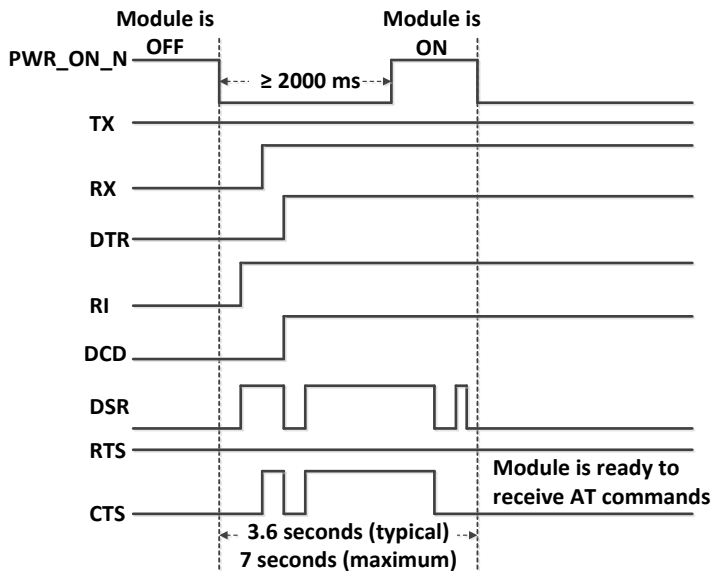 Module is
OFF
Module is
ON
PWR_ON_N
≥ 2000 ms
TX
RX
DTR
RI
DCD
DSR
RTS
Module is ready to
receive AT commands
CTS
3.6 seconds (typical)
7 seconds (maximum)